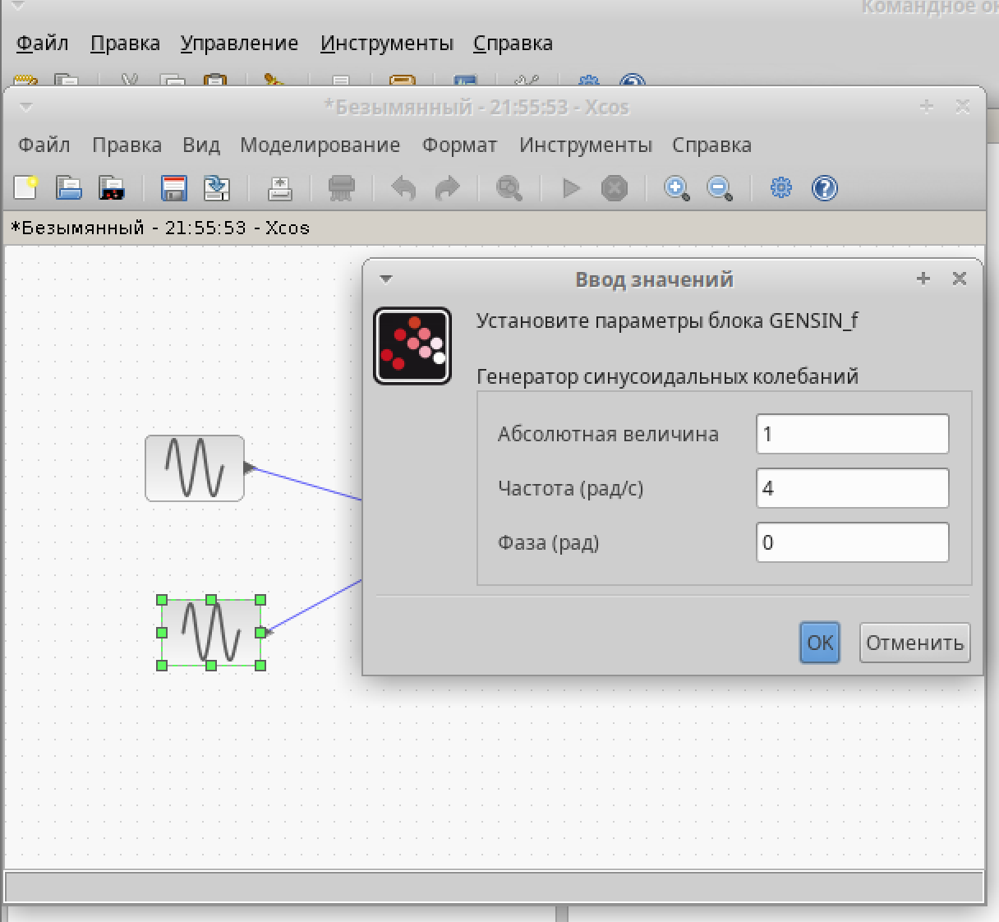 Командное
Файл Правка Управление Инструменты Справка
*Безымянный - 21:55:53 - Xcos
Файл Правка Вид Моделирование Формат Инструменты Справка
*Безымянный - 21:55:53 - Xcos
Ввод значений
Установите параметры блока GENSIN_f
Генератор синусоидальных колебаний
Абсолютная величина 1
Частота (рад/с) 4
Фаза (рад) 0
OK Отменить